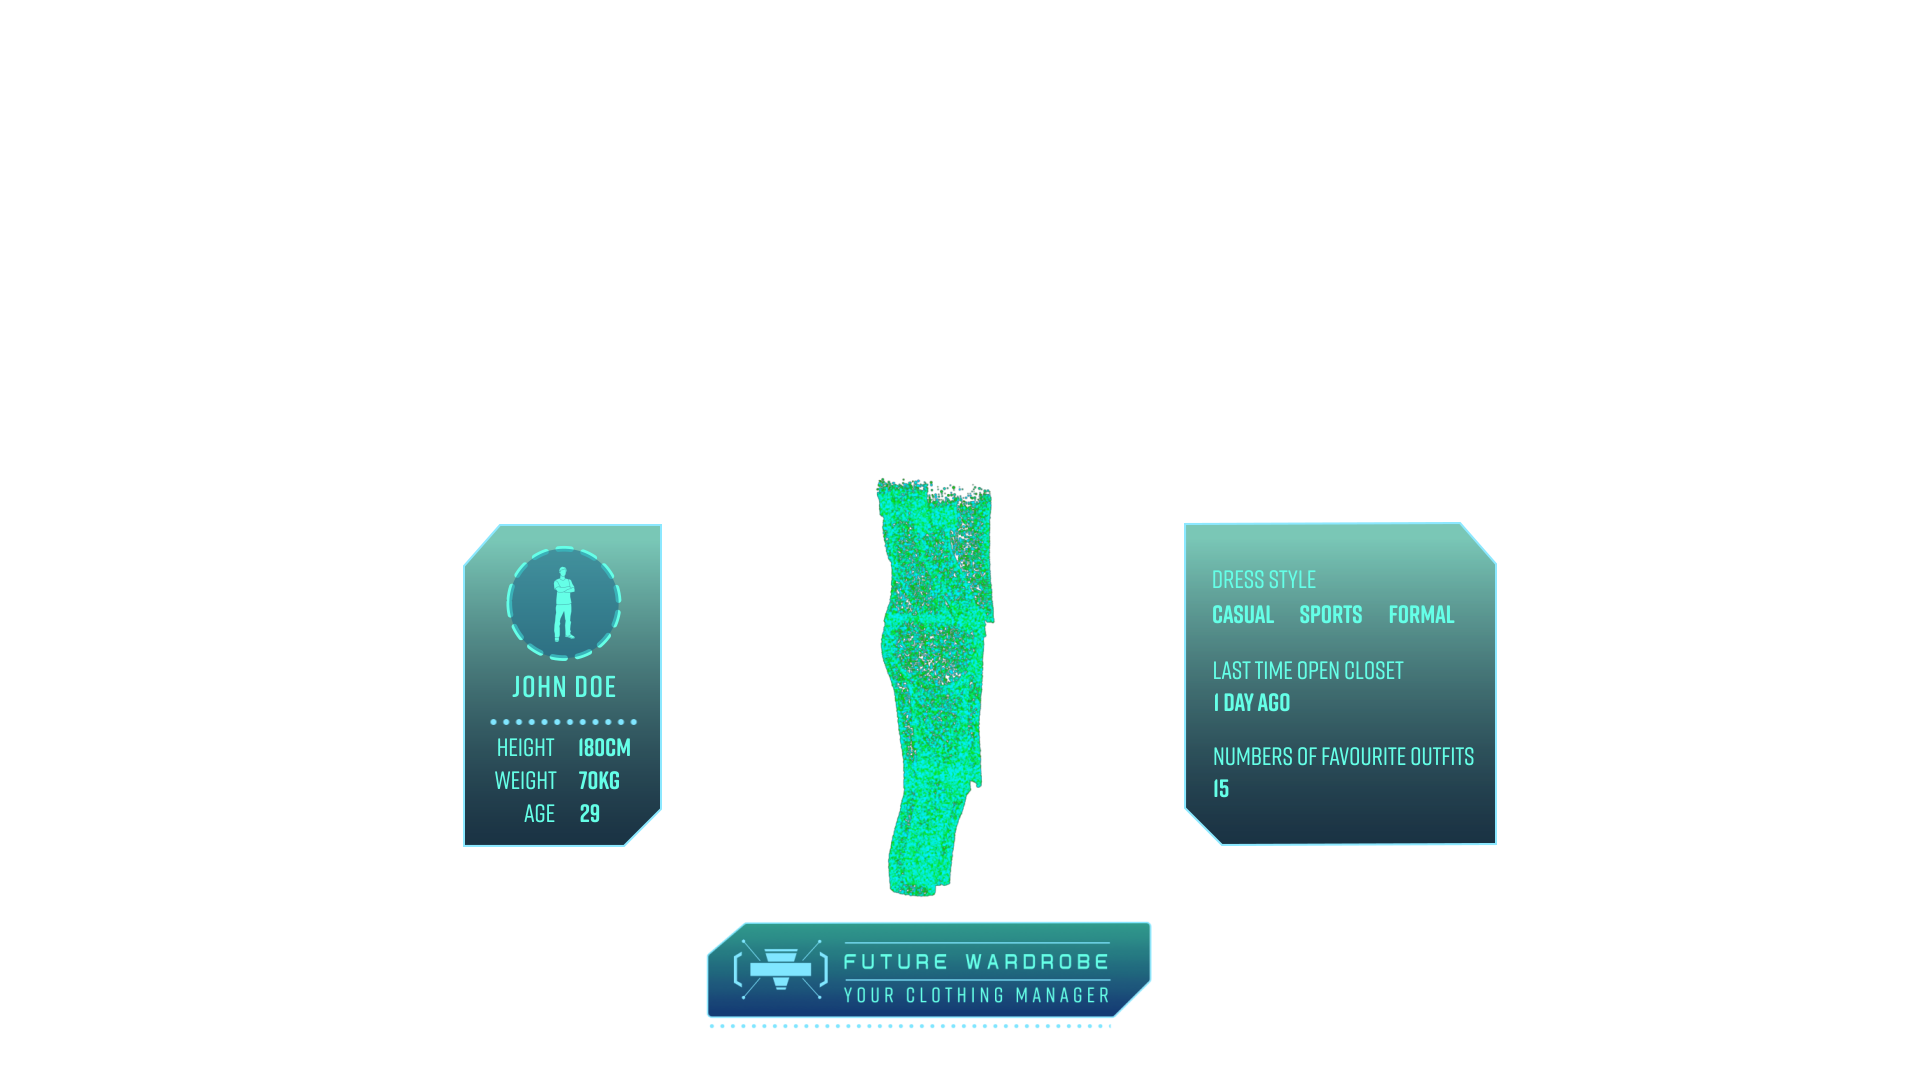 JOHN DOE
HEIGHT 180CM
WEIGHT 70KG
AGE 29
DRESS STYLE
CASUAL SPORTS FORMAL
LAST TIME OPEN CLOSET
1 DAY AGO
NUMBERS OF FAVOURITE OUTFITS
15
FUTURE WARDROBE
YOUR CLOTHING MANAGER